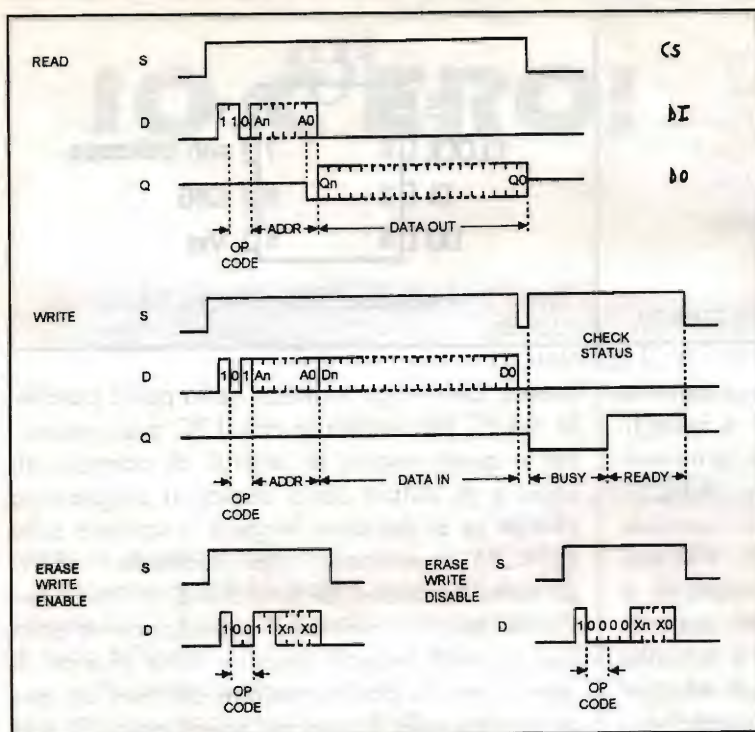 READ S CS
D 1 1 0 An A0 DI
Q Qn Q0 DO
ADDR DATA OUT
OP
CODE
WRITE S
CHECK
STATUS
D 1 0 1 An A0 Dn D0
Q
ADDR DATA IN BUSY READY
OP
CODE
ERASE
WRITE
ENABLE
S
D 1 0 0 1 1 Xn X0
OP
CODE
ERASE
WRITE
DISABLE
S
D 1 0 0 0 0 Xn X0
OP
CODE